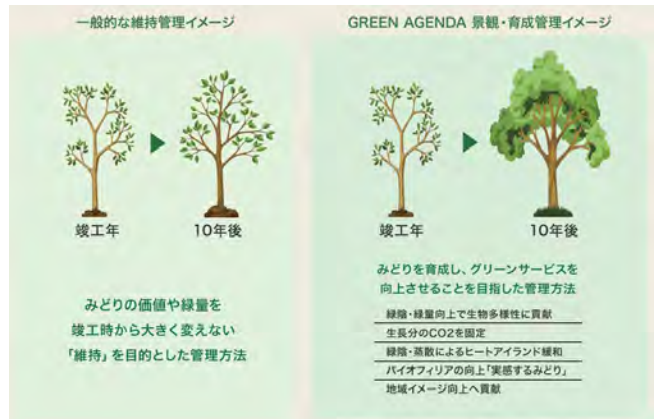 一般的な維持管理イメージ
竣工年
10年後
みどりの価値や緑量を
竣工時から大きく変えない
「維持」を目的とした管理方法
GREEN AGENDA 景観・育成管理イメージ
竣工年
10年後
みどりを育成し、グリーンサービスを
向上させることを目指した管理方法
緑陰・緑量向上で生物多様性に貢献
生長分のCO2を固定
緑陰・蒸散によるヒートアイランド緩和
バイオフィリアの向上「実感するみどり」
地域イメージ向上へ貢献